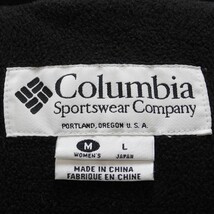 Columbia
Sportswear Company
PORTLAND, OREGON U.S.A.
M L
WOMEN'S JAPAN
MADE IN CHINA
FABRIQUE EN CHINE